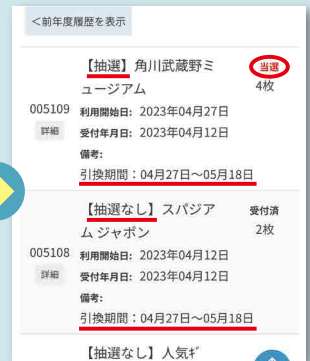 ＜前年度履歴を表示
【抽選】角川武蔵野ミ
ュージアム
当選
4枚
005109
詳細
利用開始日: 2023年04月27日
受付年月日: 2023年04月12日
備考:
引換期間：04月27日～05月18日
【抽選なし】スパジア
ムジャポン
受付済
2枚
005108
詳細
利用開始日: 2023年04月12日
受付年月日: 2023年04月12日
備考:
引換期間：04月27日～05月18日
【抽選なし】人気ｷﾞ